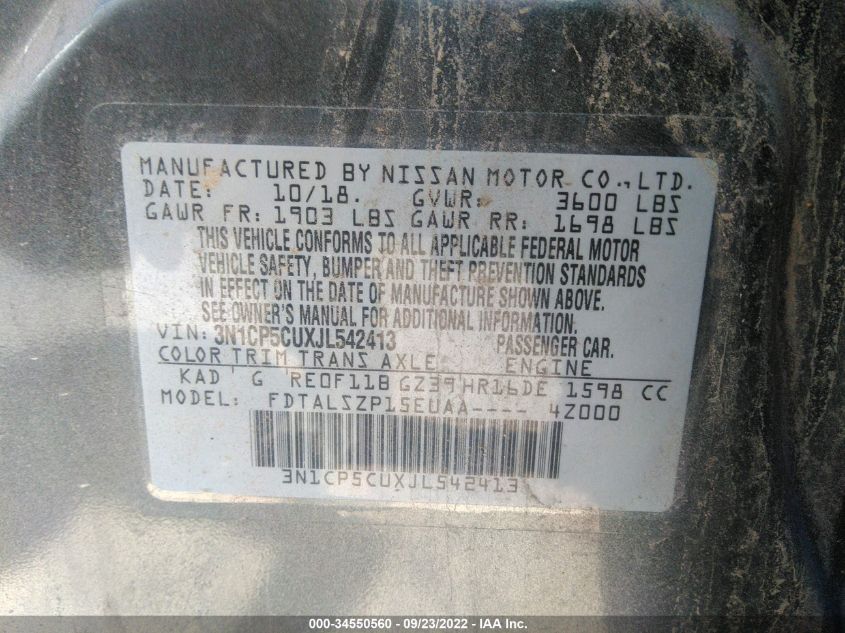 MANUFACTURED BY NISSAN MOTOR CO., LTD.
DATE: 10/18. GVWR: 3600 LBS
GAWR FR: 1903 LBS GAWR RR: 1698 LBS
THIS VEHICLE CONFORMS TO ALL APPLICABLE FEDERAL MOTOR
VEHICLE SAFETY, BUMPER AND THEFT PREVENTION STANDARDS
IN EFFECT ON THE DATE OF MANUFACTURE SHOWN ABOVE.
SEE OWNER'S MANUAL FOR ADDITIONAL INFORMATION.
VIN: 3N1CP5CUXJL542413 PASSENGER CAR.
COLOR TRIM TRANS AXLE ENGINE
KAD G RE0F11B GZ39 HR16DE 1598 CC
MODEL: FDTALSZP15EUAA---- 4Z000
3N1CP5CUXJL542413
000-34550560 - 09/23/2022 - IAA Inc.